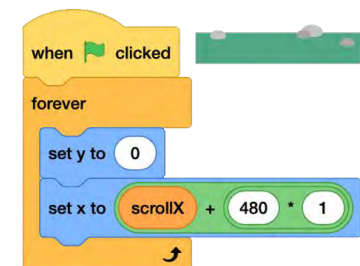 when clicked
forever
set y to 0
set x to scrollX + 480 * 1